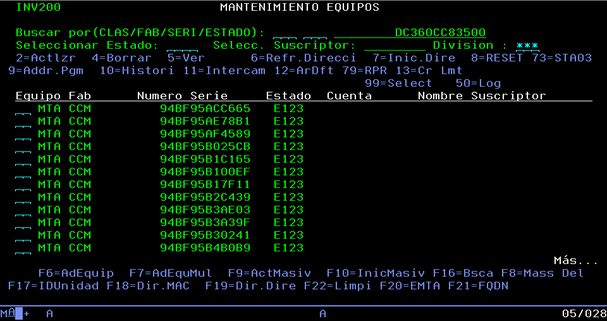 INV200 MANTENIMIENTO EQUIPOS
Buscar por(CLAS/FAB/SERI/ESTADO): DC360CC83500
Seleccionar Estado: ____ Selecc. Suscriptor: ________ Division : ***
2=Actlzr 4=Borrar 5=Ver 6=Refr.Direcci 7=Inic.Dire 8=RESET 73=STA03
9=Addr.Pgm 10=Histori 11=Intercam 12=ArDft 79=RPR 13=Cr Lmt
99=Select 50=Log
Equipo Fab Numero Serie Estado Cuenta Nombre Suscriptor
__ MTA CCM 94BF95ACC665 E123
__ MTA CCM 94BF95AE78B1 E123
__ MTA CCM 94BF95AF4589 E123
__ MTA CCM 94BF95B025CB E123
__ MTA CCM 94BF95B1C165 E123
__ MTA CCM 94BF95B100EF E123
__ MTA CCM 94BF95B17F11 E123
__ MTA CCM 94BF95B2C439 E123
__ MTA CCM 94BF95B3AE03 E123
__ MTA CCM 94BF95B3A39F E123
__ MTA CCM 94BF95B30241 E123
__ MTA CCM 94BF95B4B0B9 E123
Más...
F6=AdEquip F7=AdEquMul F9=ActMasiv F10=InicMasiv F16=Bsca F8=Mass Del
F17=IDUnidad F18=Dir.MAC F19=Dir.Dire F22=Limpi F20=EMTA F21=FQDN
+ A A 05/028